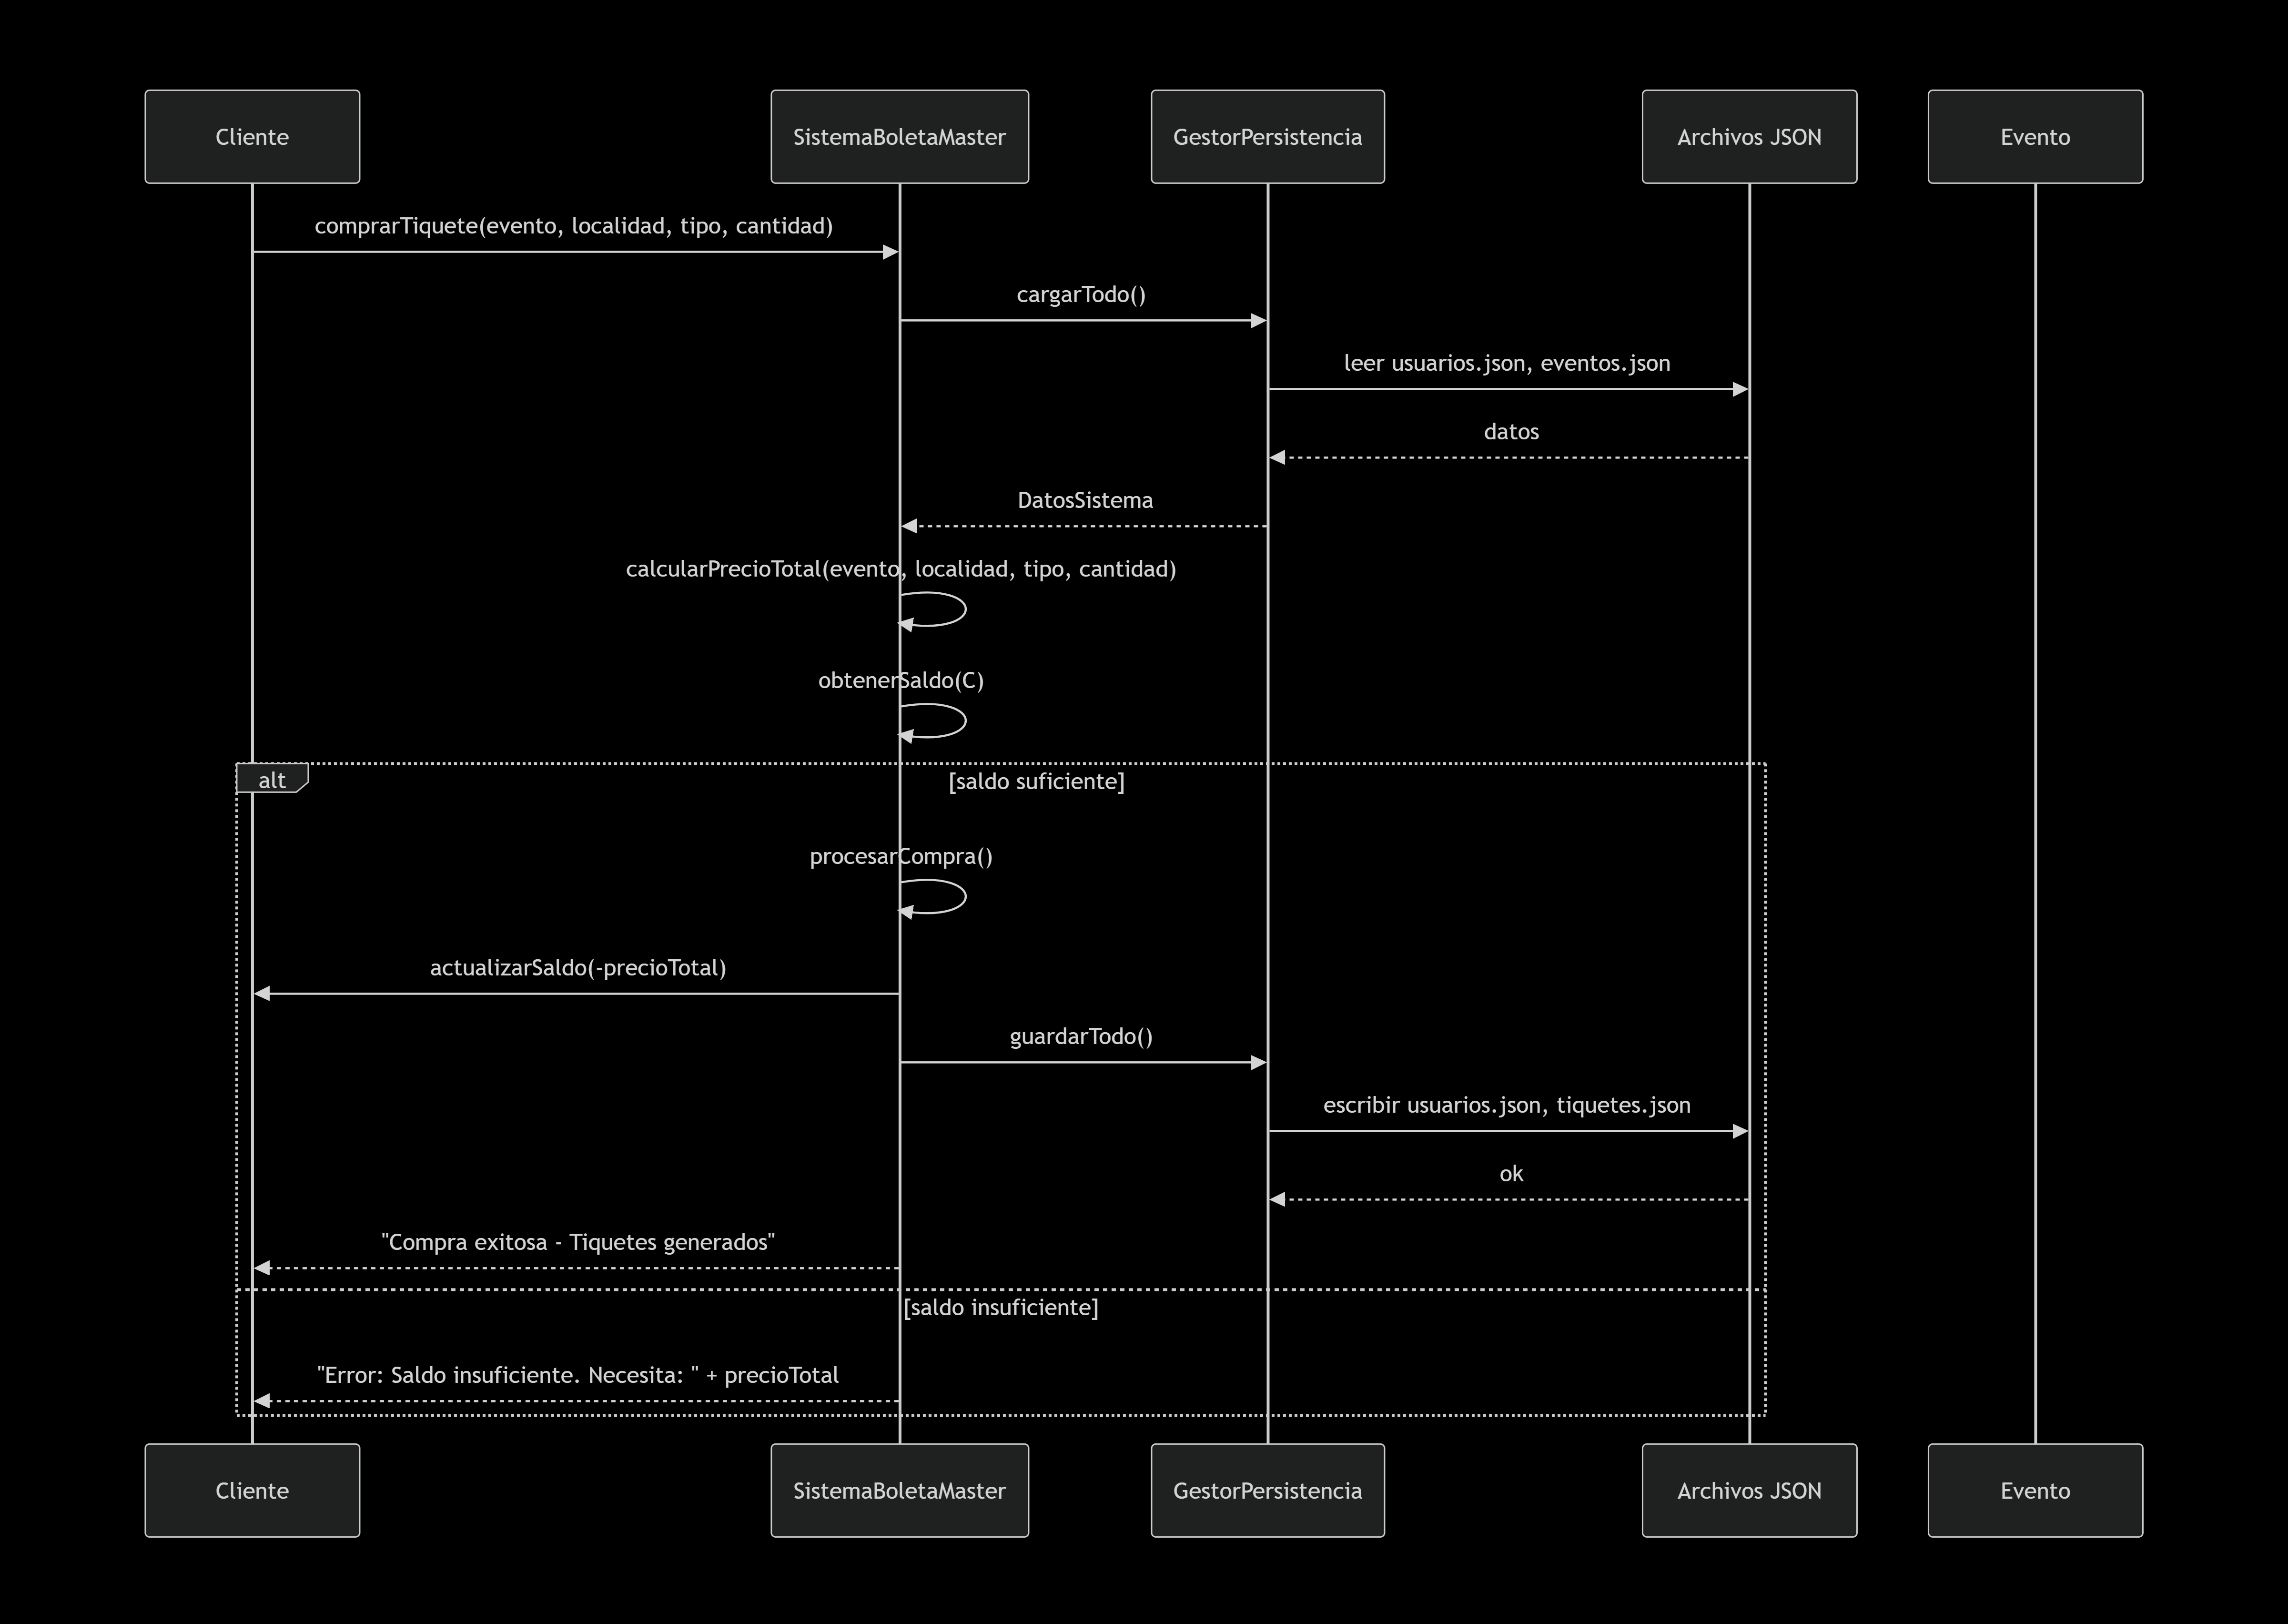 Cliente
SistemaBoletaMaster
GestorPersistencia
Archivos JSON
Evento
comprarTiquete(evento, localidad, tipo, cantidad)
cargarTodo()
leer usuarios.json, eventos.json
datos
DatosSistema
calcularPrecioTotal(evento, localidad, tipo, cantidad)
obtenerSaldo(C)
alt
[saldo suficiente]
procesarCompra()
actualizarSaldo(-precioTotal)
guardarTodo()
escribir usuarios.json, tiquetes.json
ok
"Compra exitosa - Tiquetes generados"
[saldo insuficiente]
"Error: Saldo insuficiente. Necesita: " + precioTotal
Cliente
SistemaBoletaMaster
GestorPersistencia
Archivos JSON
Evento